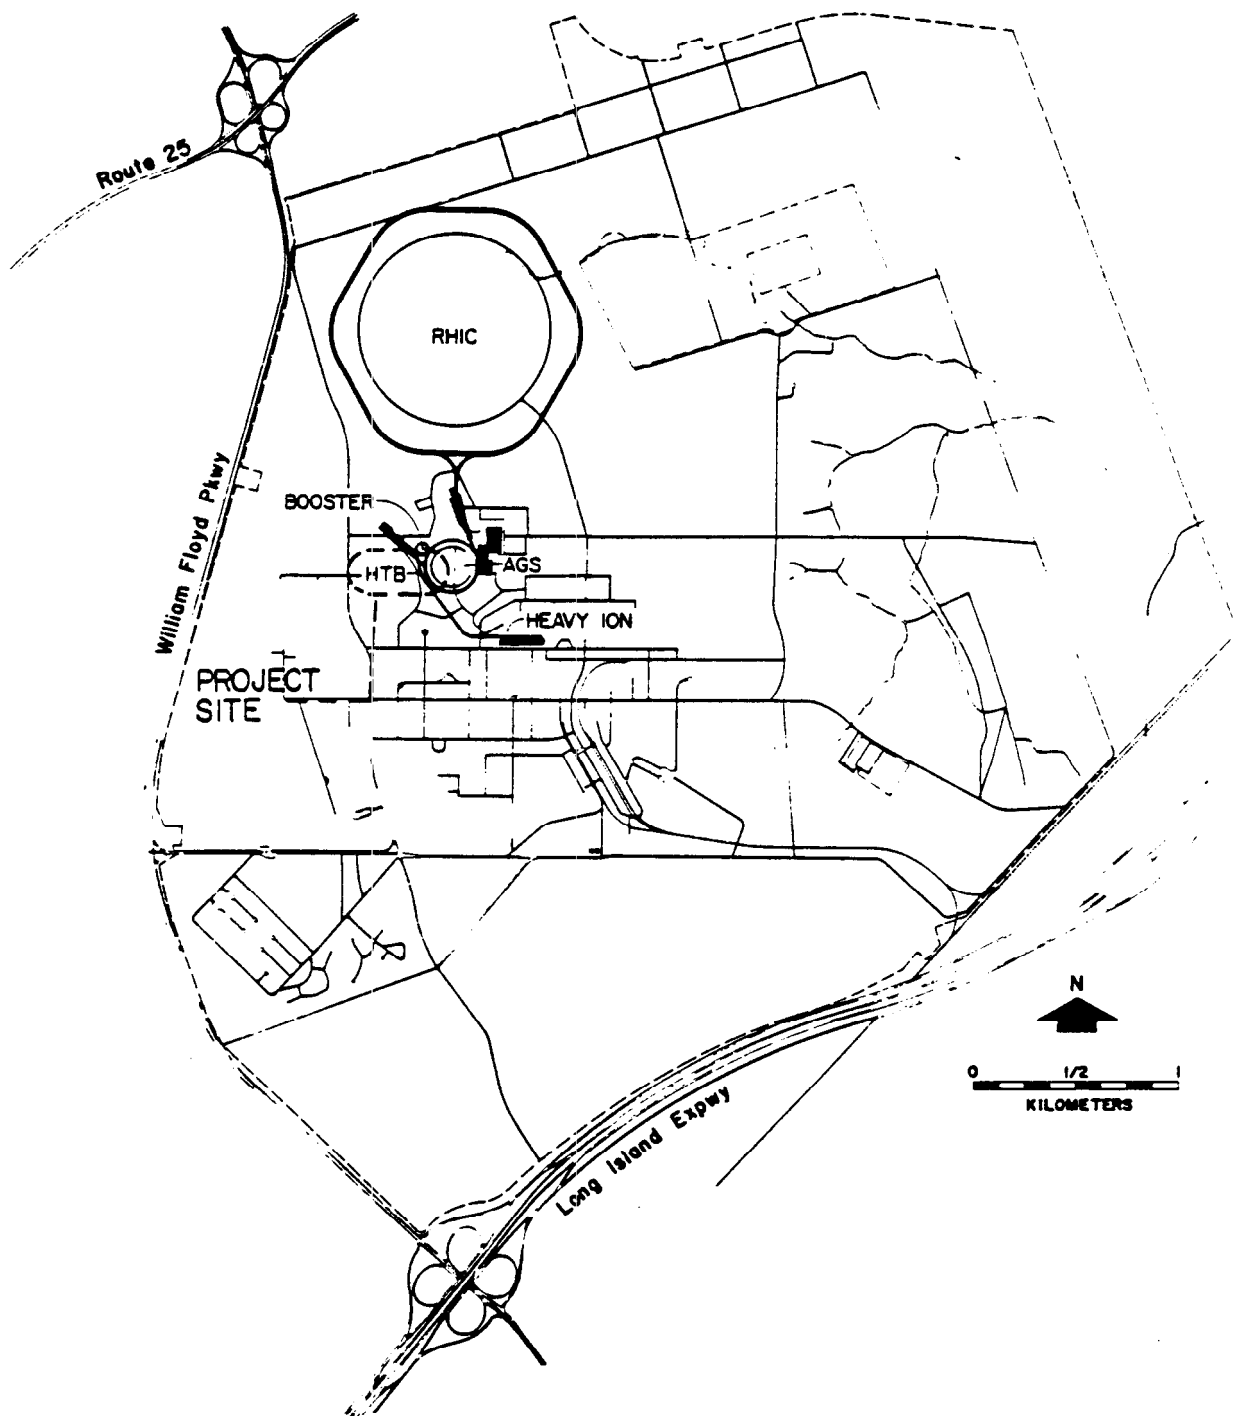 Route 25
RHIC
William Floyd Pkwy
BOOSTER
HTB
AGS
HEAVY ION
PROJECT
SITE
N
0 1/2 1
KILOMETERS
Long Island Expwy